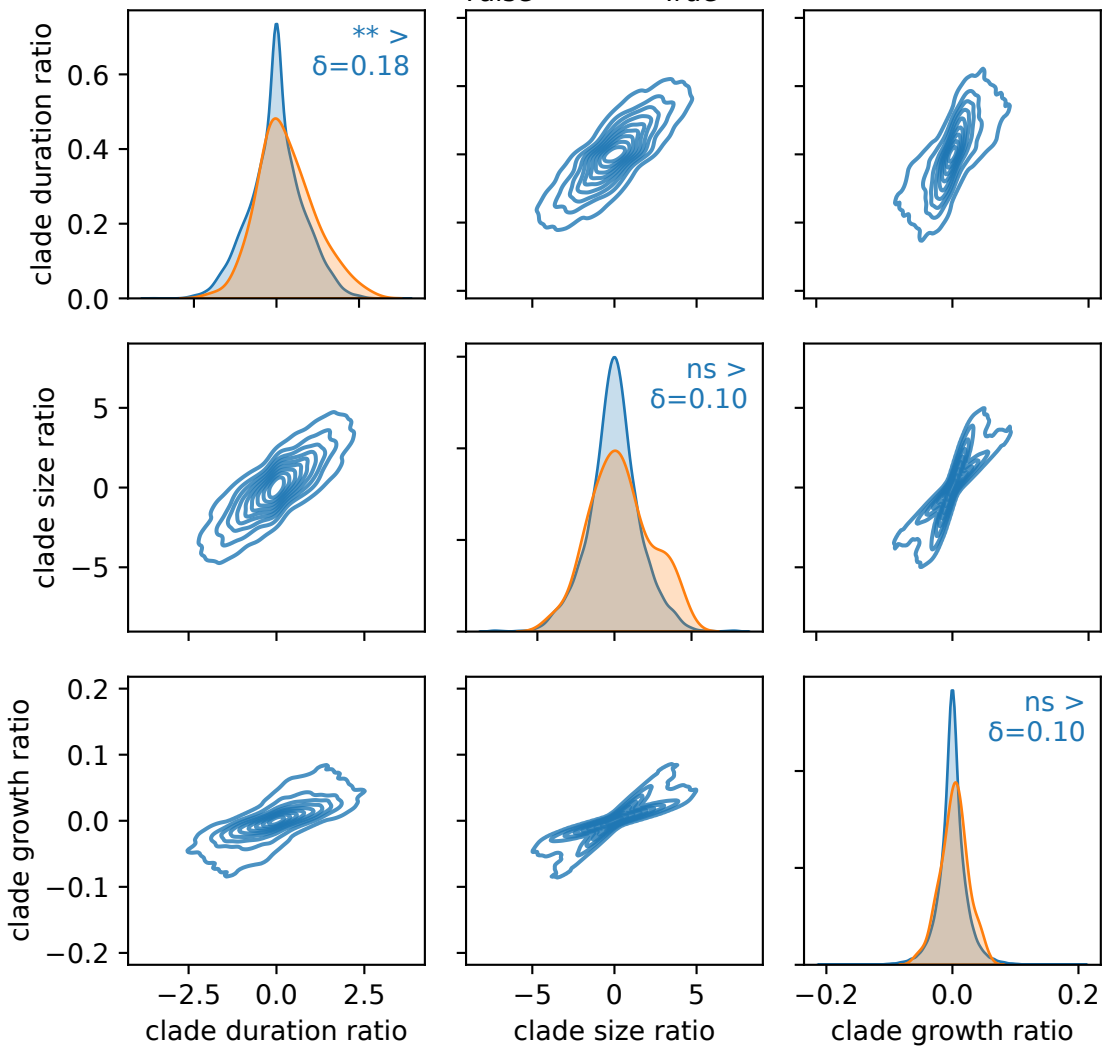 clade duration ratio
0.6
0.4
0.2
0.0
** >
δ=0.18
clade size ratio
5
0
−5
ns >
δ=0.10
clade growth ratio
0.2
0.1
0.0
−0.1
−0.2
ns >
δ=0.10
−2.5 0.0 2.5
−5 0 5
−0.2 0.0 0.2
clade duration ratio
clade size ratio
clade growth ratio